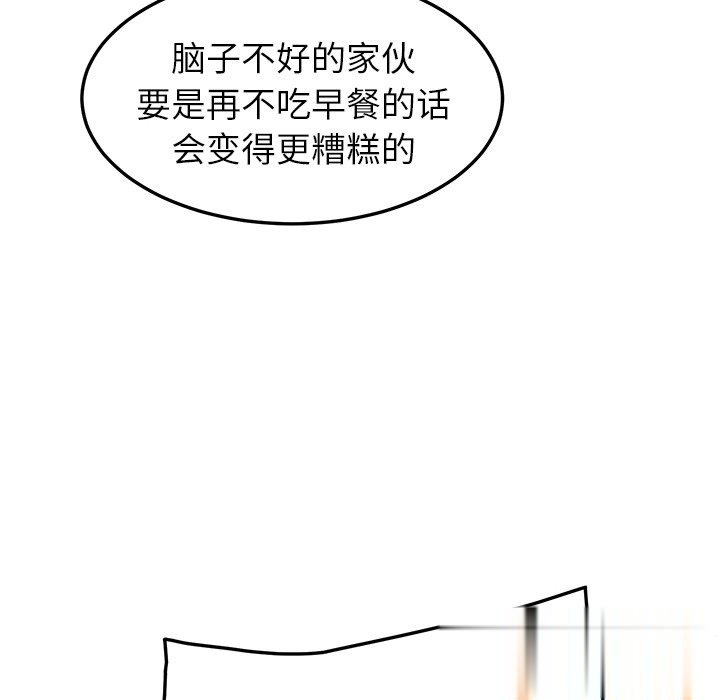 脑子不好的家伙
要是再不吃早餐的话
会变得更糟糕的